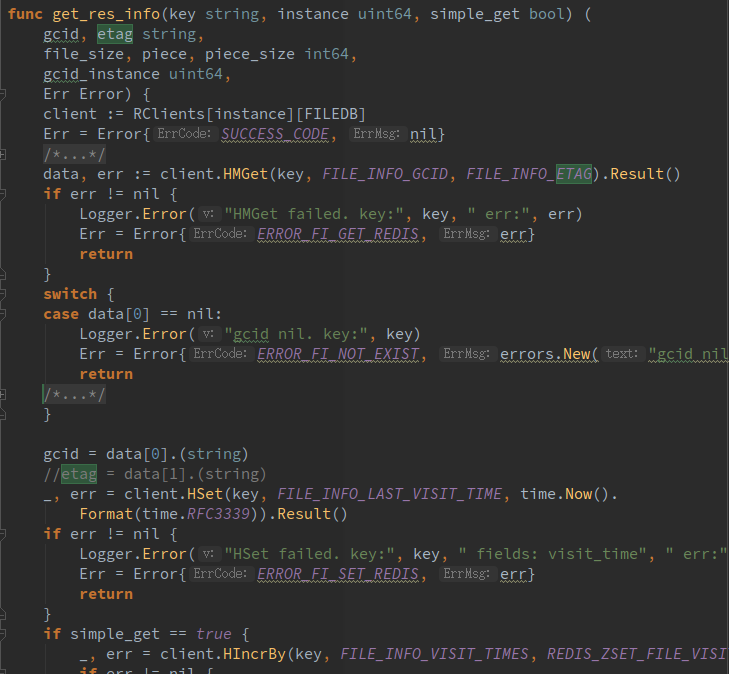 func get_res_info(key string, instance uint64, simple_get bool) (
gcid, etag string,
file_size, piece, piece_size int64,
gcid_instance uint64,
Err Error) {
client := RClients[instance][FILEDB]
Err = Error{ErrCode: SUCCESS_CODE, ErrMsg: nil}
/*...*/
data, err := client.HMGet(key, FILE_INFO_GCID, FILE_INFO_ETAG).Result()
if err != nil {
Logger.Error( v: "HMGet failed. key:", key, " err:", err)
Err = Error{ErrCode: ERROR_FI_GET_REDIS, ErrMsg: err}
return
}
switch {
case data[0] == nil:
Logger.Error( v: "gcid nil. key:", key)
Err = Error{ErrCode: ERROR_FI_NOT_EXIST, ErrMsg: errors.New( text: "gcid nil
return
/*...*/
}
gcid = data[0].(string)
//etag = data[1].(string)
_, err = client.HSet(key, FILE_INFO_LAST_VISIT_TIME, time.Now().
Format(time.RFC3339)).Result()
if err != nil {
Logger.Error( v: "HSet failed. key:", key, " fields: visit_time", " err:"
Err = Error{ErrCode: ERROR_FI_SET_REDIS, ErrMsg: err}
return
}
if simple_get == true {
_, err = client.HIncrBy(key, FILE_INFO_VISIT_TIMES, REDIS_ZSET_FILE_VISI
if err != nil {